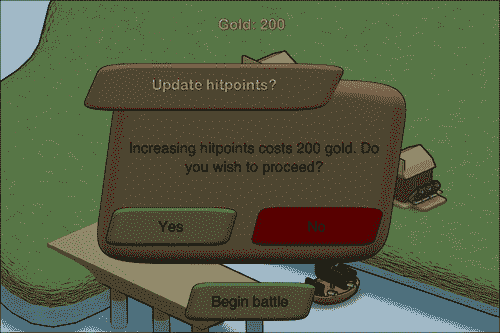 Gold: 200
Update hitpoints?
Increasing hitpoints costs 200 gold. Do
you wish to proceed?
Yes
No
Begin battle